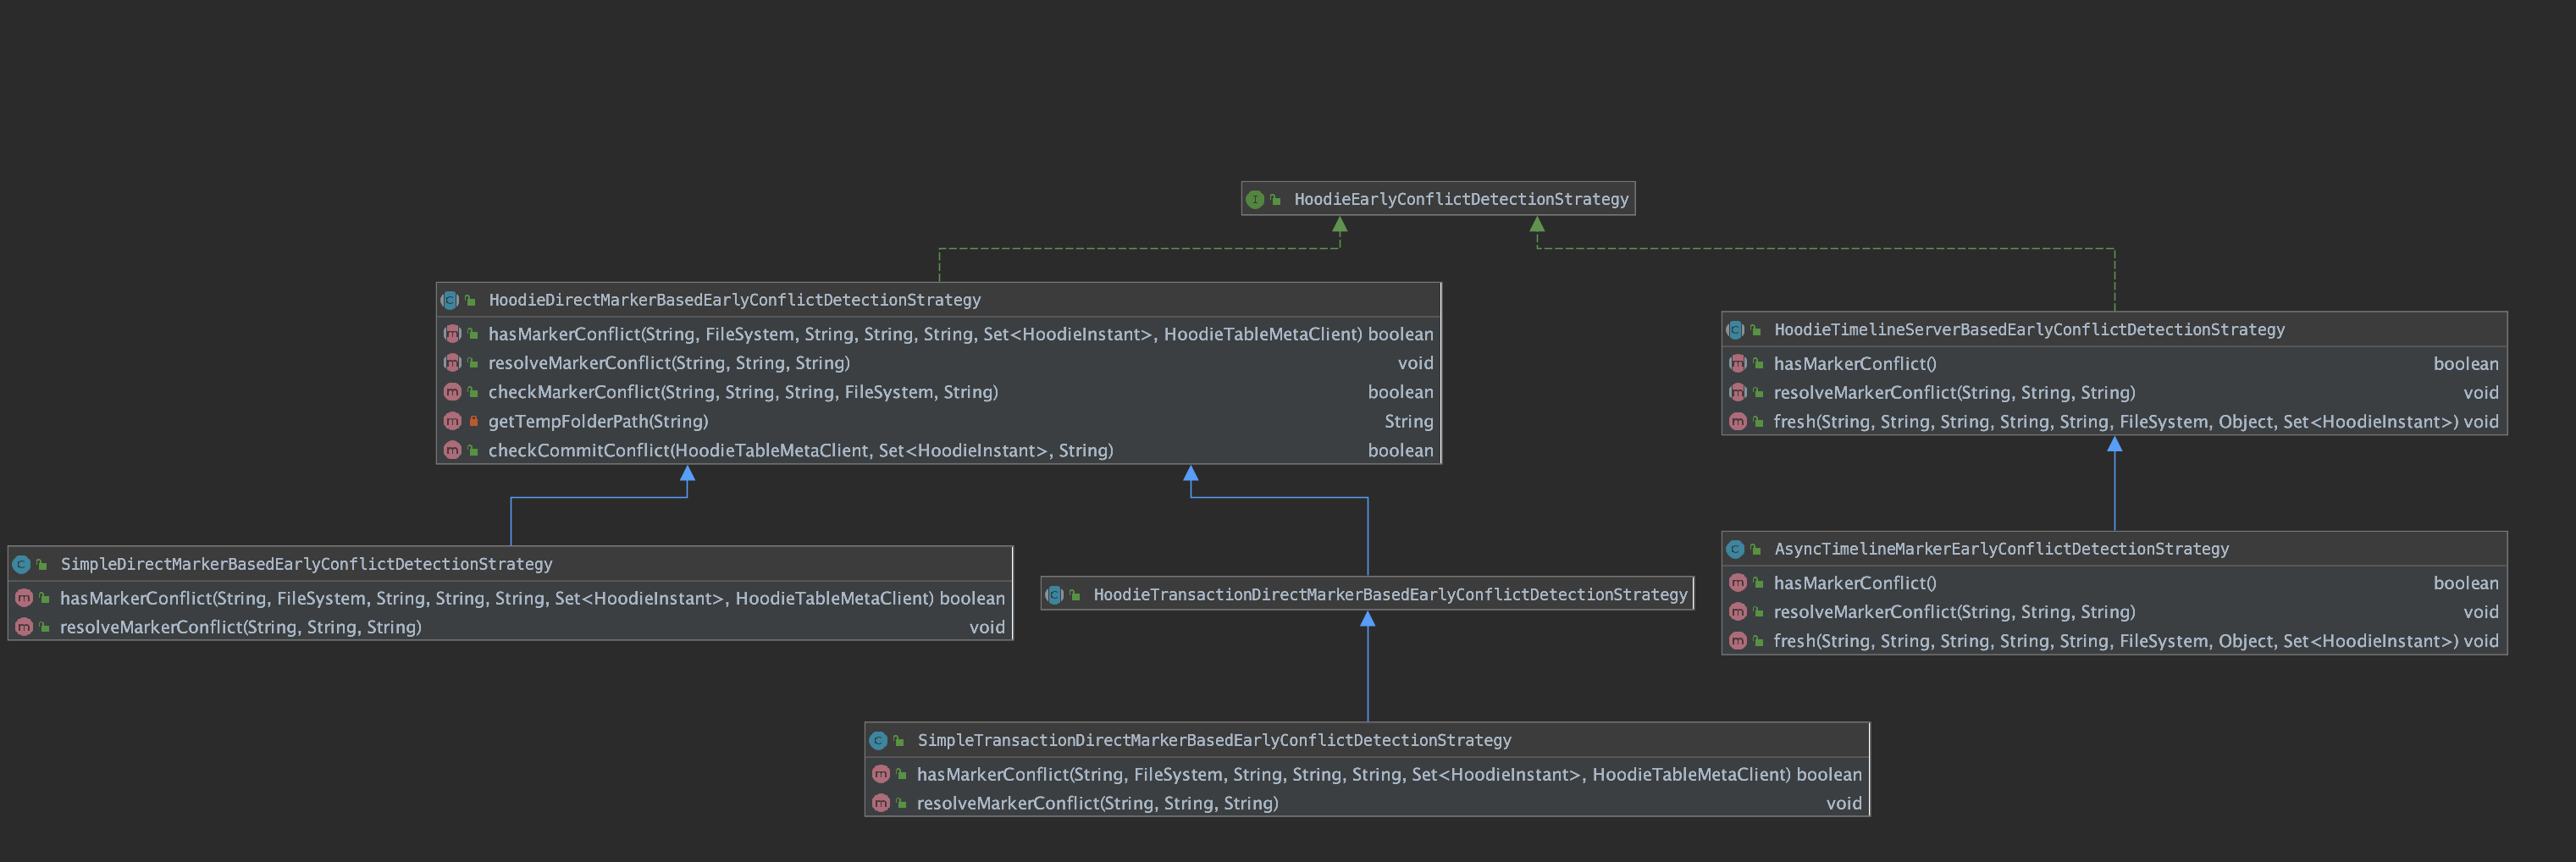 HoodieEarlyConflictDetectionStrategy
HoodieDirectMarkerBasedEarlyConflictDetectionStrategy
hasMarkerConflict(String, FileSystem, String, String, String, Set<HoodieInstant>, HoodieTableMetaClient) boolean
resolveMarkerConflict(String, String, String) void
checkMarkerConflict(String, String, String, FileSystem, String) boolean
getTempFolderPath(String) String
checkCommitConflict(HoodieTableMetaClient, Set<HoodieInstant>, String) boolean
HoodieTimelineServerBasedEarlyConflictDetectionStrategy
hasMarkerConflict() boolean
resolveMarkerConflict(String, String, String) void
fresh(String, String, String, String, String, FileSystem, Object, Set<HoodieInstant>) void
SimpleDirectMarkerBasedEarlyConflictDetectionStrategy
hasMarkerConflict(String, FileSystem, String, String, String, Set<HoodieInstant>, HoodieTableMetaClient) boolean
resolveMarkerConflict(String, String, String) void
HoodieTransactionDirectMarkerBasedEarlyConflictDetectionStrategy
AsyncTimelineMarkerEarlyConflictDetectionStrategy
hasMarkerConflict() boolean
resolveMarkerConflict(String, String, String) void
fresh(String, String, String, String, String, FileSystem, Object, Set<HoodieInstant>) void
SimpleTransactionDirectMarkerBasedEarlyConflictDetectionStrategy
hasMarkerConflict(String, FileSystem, String, String, String, Set<HoodieInstant>, HoodieTableMetaClient) boolean
resolveMarkerConflict(String, String, String) void